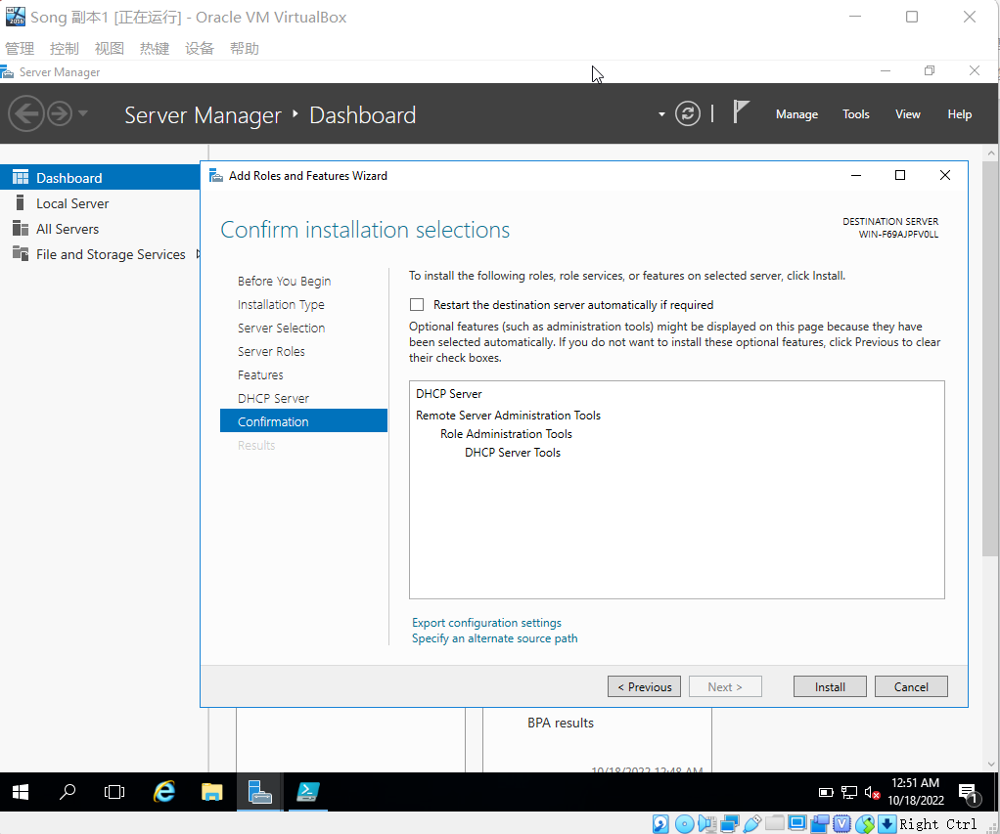 Song 副本1 [正在运行] - Oracle VM VirtualBox
管理 控制 视图 热键 设备 帮助
Server Manager
Server Manager Dashboard
Manage Tools View Help
Dashboard
Local Server
All Servers
File and Storage Services
Add Roles and Features Wizard
Confirm installation selections
DESTINATION SERVER
WIN-F69AJPFV0LL
Before You Begin
Installation Type
Server Selection
Server Roles
Features
DHCP Server
Confirmation
Results
To install the following roles, role services, or features on selected server, click Install.
Restart the destination server automatically if required
Optional features (such as administration tools) might be displayed on this page because they have
been selected automatically. If you do not want to install these optional features, click Previous to clear
their check boxes.
DHCP Server
Remote Server Administration Tools
Role Administration Tools
DHCP Server Tools
Export configuration settings
Specify an alternate source path
< Previous Next > Install Cancel
BPA results
10/18/2022 12:48 AM
12:51 AM
10/18/2022
1
Right Ctrl